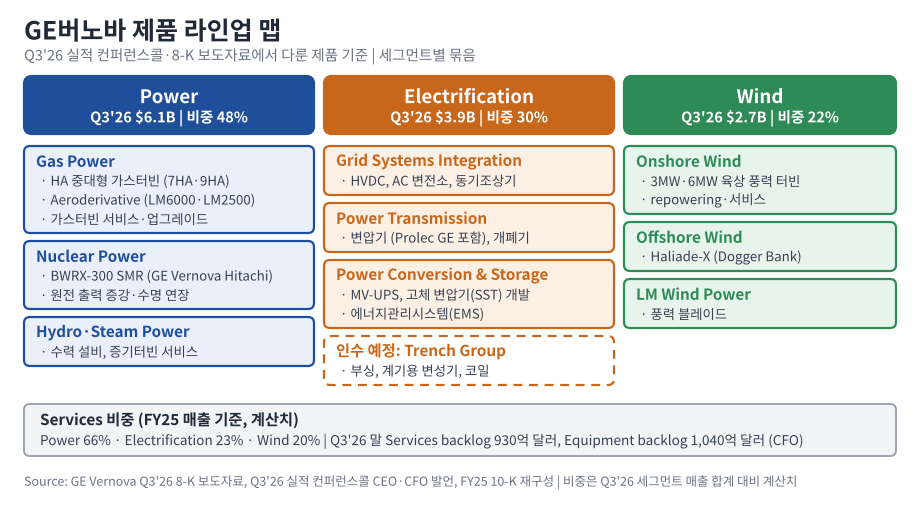 GE버노바 제품 라인업 맵
Q3'26 실적 컨퍼런스콜·8-K 보도자료에서 다룬 제품 기준 | 세그먼트별 묶음
Power
Q3'26 $6.1B | 비중 48%
Gas Power
· HA 중대형 가스터빈 (7HA·9HA)
· Aeroderivative (LM6000·LM2500)
· 가스터빈 서비스·업그레이드
Nuclear Power
· BWRX-300 SMR (GE Vernova Hitachi)
· 원전 출력 증강·수명 연장
Hydro·Steam Power
· 수력 설비, 증기터빈 서비스
Electrification
Q3'26 $3.9B | 비중 30%
Grid Systems Integration
· HVDC, AC 변전소, 동기조상기
Power Transmission
· 변압기 (Prolec GE 포함), 개폐기
Power Conversion & Storage
· MV-UPS, 고체 변압기(SST) 개발
· 에너지관리시스템(EMS)
인수 예정: Trench Group
· 부싱, 계기용 변성기, 코일
Wind
Q3'26 $2.7B | 비중 22%
Onshore Wind
· 3MW·6MW 육상 풍력 터빈
· repowering·서비스
Offshore Wind
· Haliade-X (Dogger Bank)
LM Wind Power
· 풍력 블레이드
Services 비중 (FY25 매출 기준, 계산치)
Power 66% · Electrification 23% · Wind 20% | Q3'26 말 Services backlog 930억 달러, Equipment backlog 1,040억 달러 (CFO)
Source: GE Vernova Q3'26 8-K 보도자료, Q3'26 실적 컨퍼런스콜 CEO·CFO 발언, FY25 10-K 재구성 | 비중은 Q3'26 세그먼트 매출 합계 대비 계산치